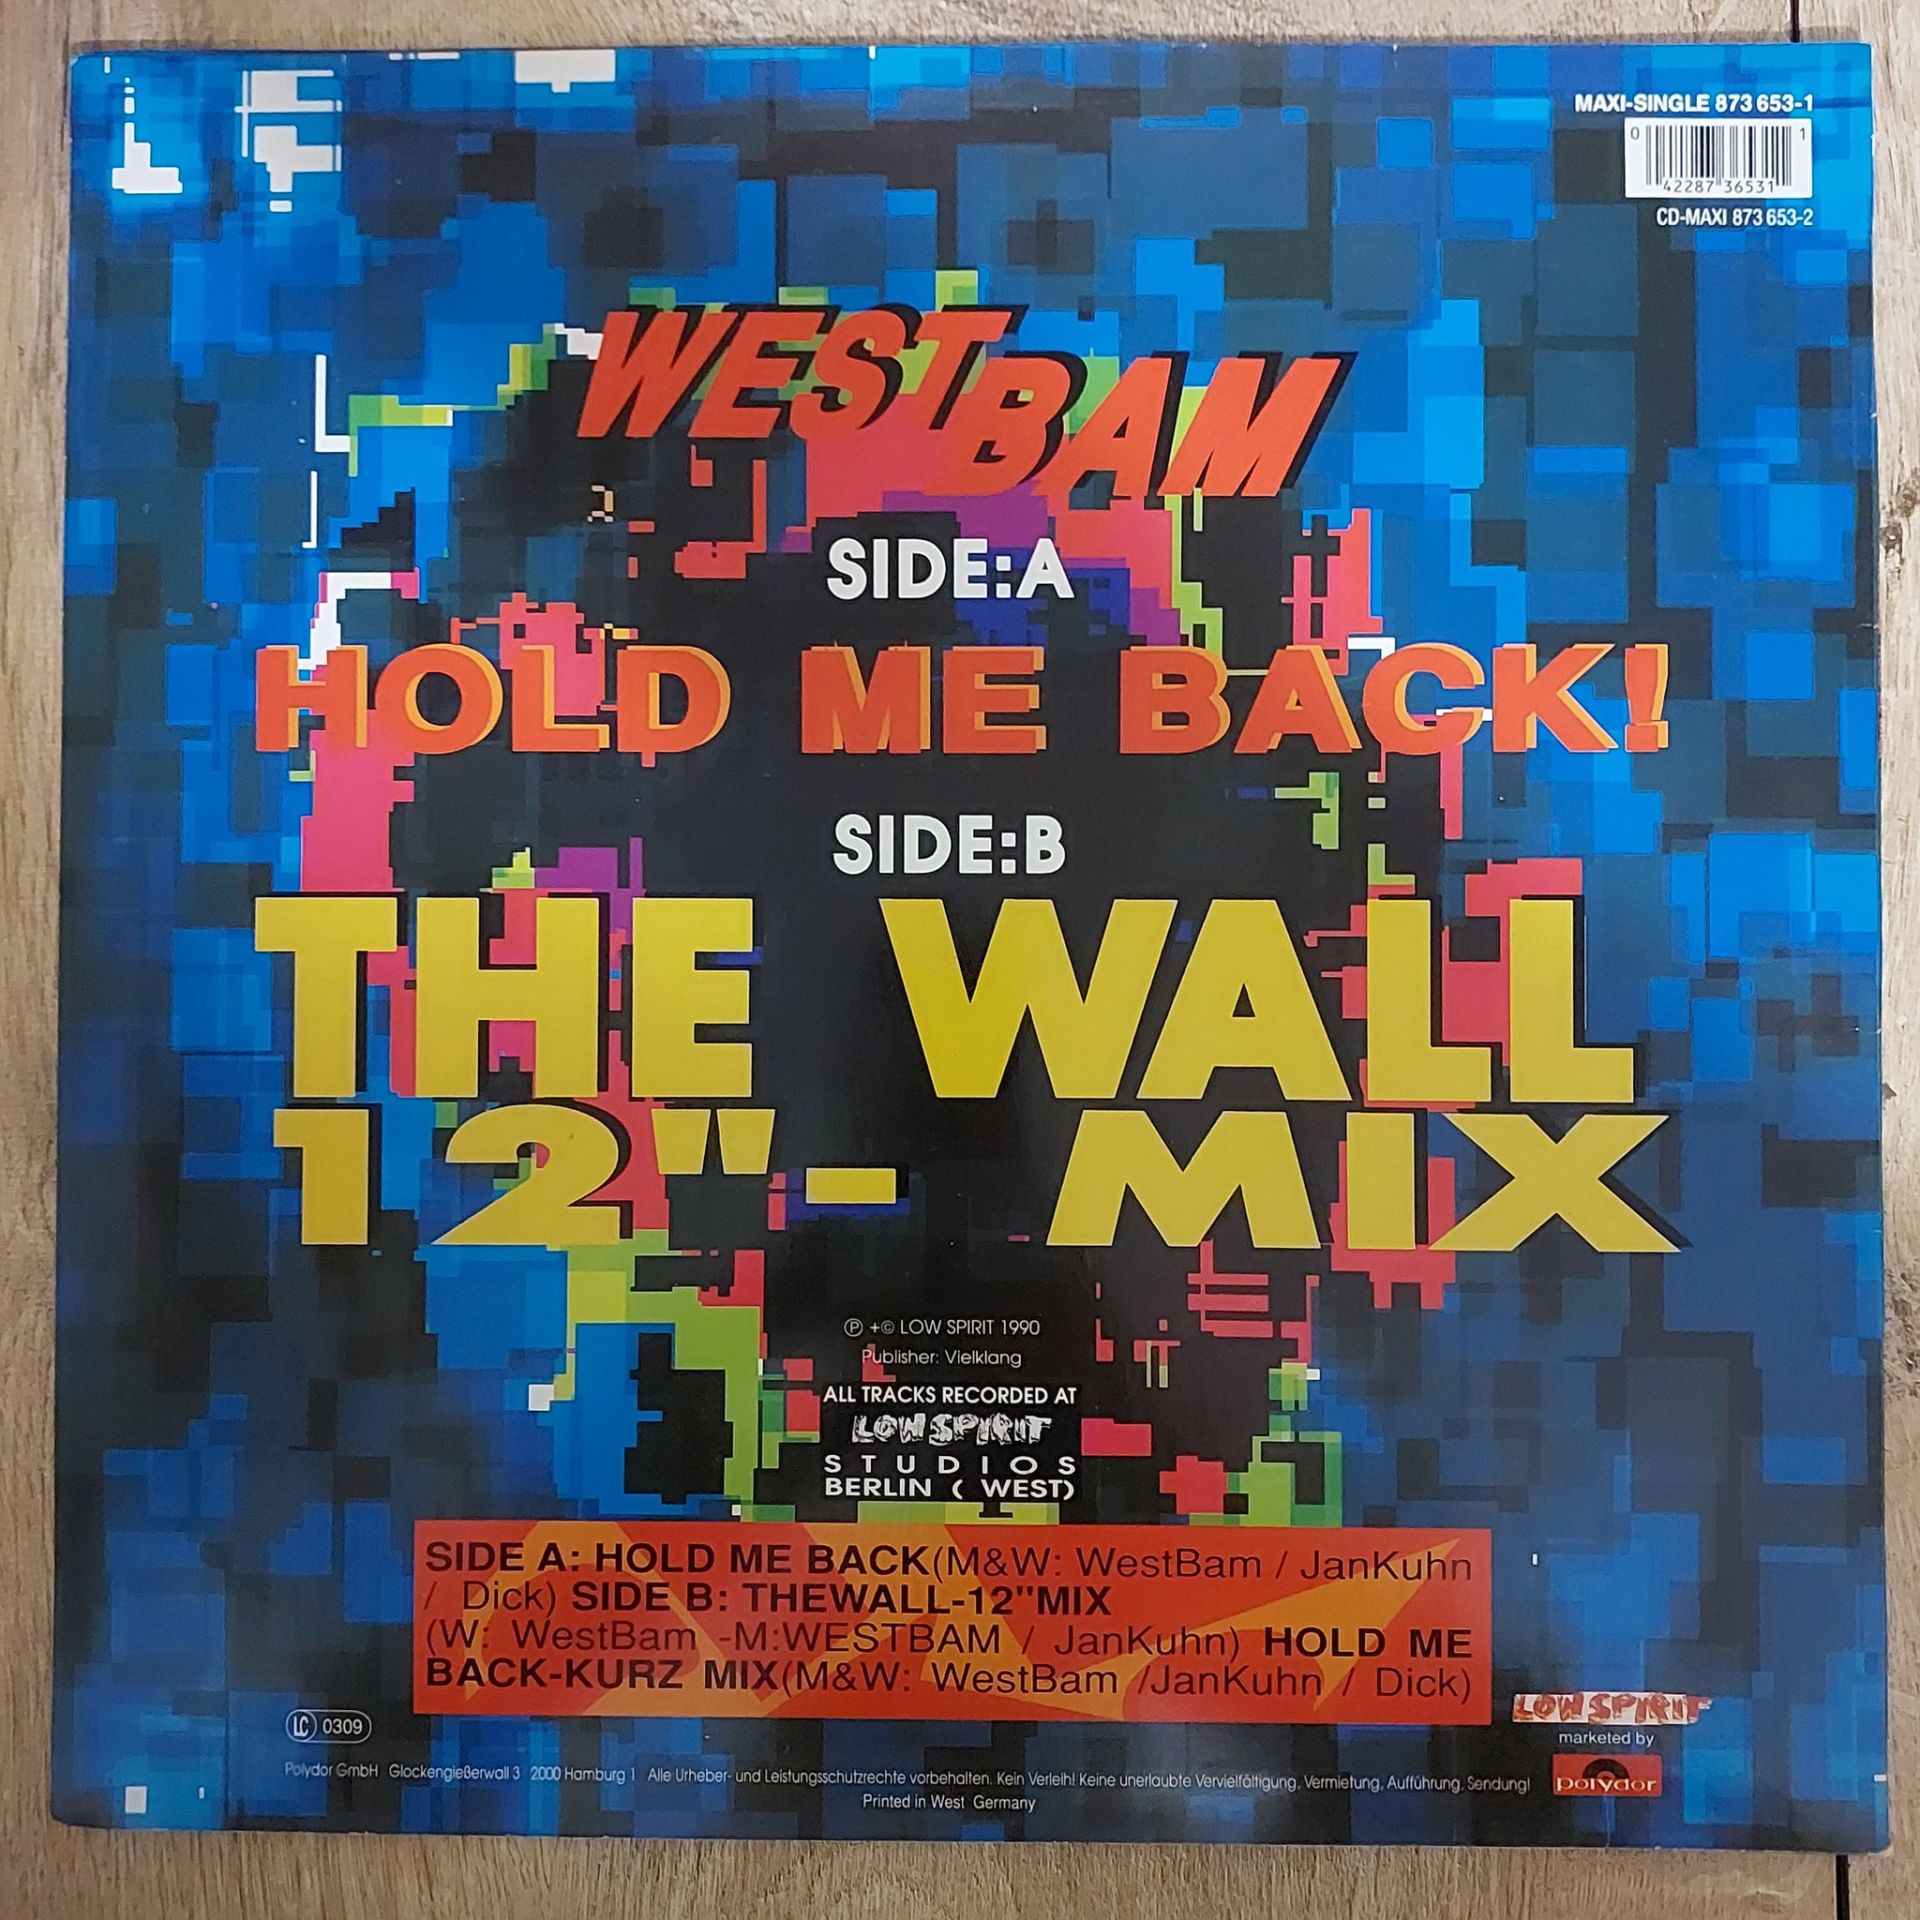 MAXI-SINGLE 873 653-1
0 42287 36531 1
CD-MAXI 873 653-2
WESTBAM
SIDE:A
HOLD ME BACK!
SIDE:B
THE WALL
12"- MIX
Ⓟ +© LOW SPIRIT 1990
Publisher: Vielklang
ALL TRACKS RECORDED AT
LOW SPIRIT
STUDIOS
BERLIN ( WEST)
SIDE A: HOLD ME BACK(M&W: WestBam / JanKuhn
/ Dick) SIDE B: THEWALL-12"MIX
(W: WestBam -M:WESTBAM / JanKuhn) HOLD ME
BACK-KURZ MIX(M&W: WestBam /JanKuhn / Dick)
LC 0309
LOW SPIRIT
marketed by
polydor
Polydor GmbH Glockengießerwall 3 2000 Hamburg 1 Alle Urheber- und Leistungsschutzrechte vorbehalten. Kein Verleih! Keine unerlaubte Vervielfältigung, Vermietung, Aufführung, Sendung!
Printed in West Germany